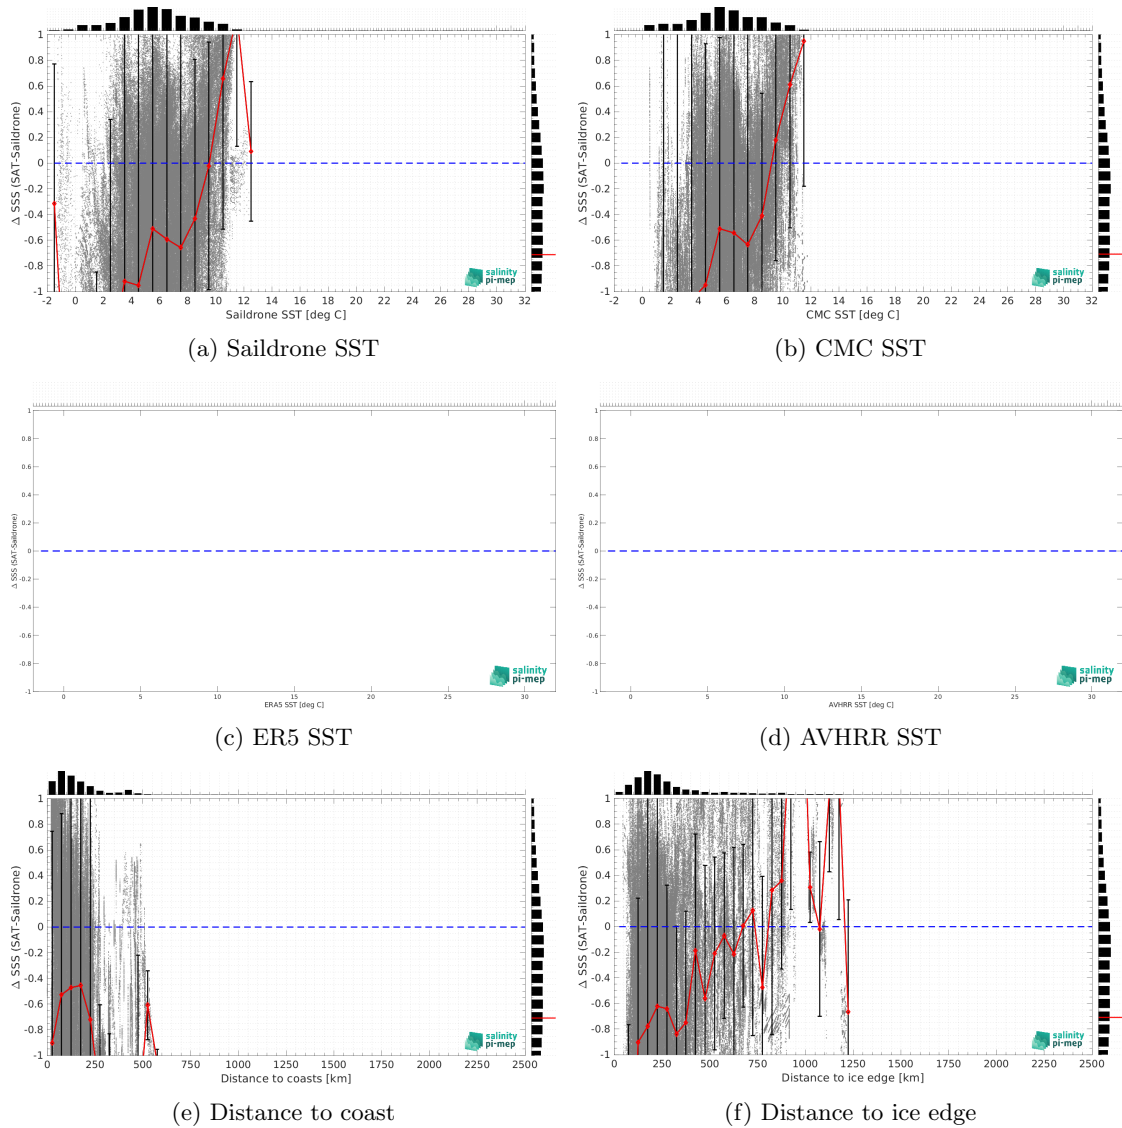 1
0.8
0.6
0.4
0.2
0
-0.2
-0.4
-0.6
-0.8
-1
Δ SSS (SAT-Saildrone)
-2 0 2 4 6 8 10 12 14 16 18 20 22 24 26 28 30 32
Saildrone SST [deg C]
salinity
pi-mep
(a) Saildrone SST
1
0.8
0.6
0.4
0.2
0
-0.2
-0.4
-0.6
-0.8
-1
Δ SSS (SAT-Saildrone)
-2 0 2 4 6 8 10 12 14 16 18 20 22 24 26 28 30 32
CMC SST [deg C]
salinity
pi-mep
(b) CMC SST
1
0.8
0.6
0.4
0.2
0
-0.2
-0.4
-0.6
-0.8
-1
Δ SSS (SAT-Saildrone)
0 5 10 15 20 25 30
ERA5 SST [deg C]
salinity
pi-mep
(c) ER5 SST
1
0.8
0.6
0.4
0.2
0
-0.2
-0.4
-0.6
-0.8
-1
Δ SSS (SAT-Saildrone)
0 5 10 15 20 25 30
AVHRR SST [deg C]
salinity
pi-mep
(d) AVHRR SST
1
0.8
0.6
0.4
0.2
0
-0.2
-0.4
-0.6
-0.8
-1
Δ SSS (SAT-Saildrone)
0 250 500 750 1000 1250 1500 1750 2000 2250 2500
Distance to coasts [km]
salinity
pi-mep
(e) Distance to coast
1
0.8
0.6
0.4
0.2
0
-0.2
-0.4
-0.6
-0.8
-1
Δ SSS (SAT-Saildrone)
0 250 500 750 1000 1250 1500 1750 2000 2250 2500
Distance to ice edge [km]
salinity
pi-mep
(f) Distance to ice edge